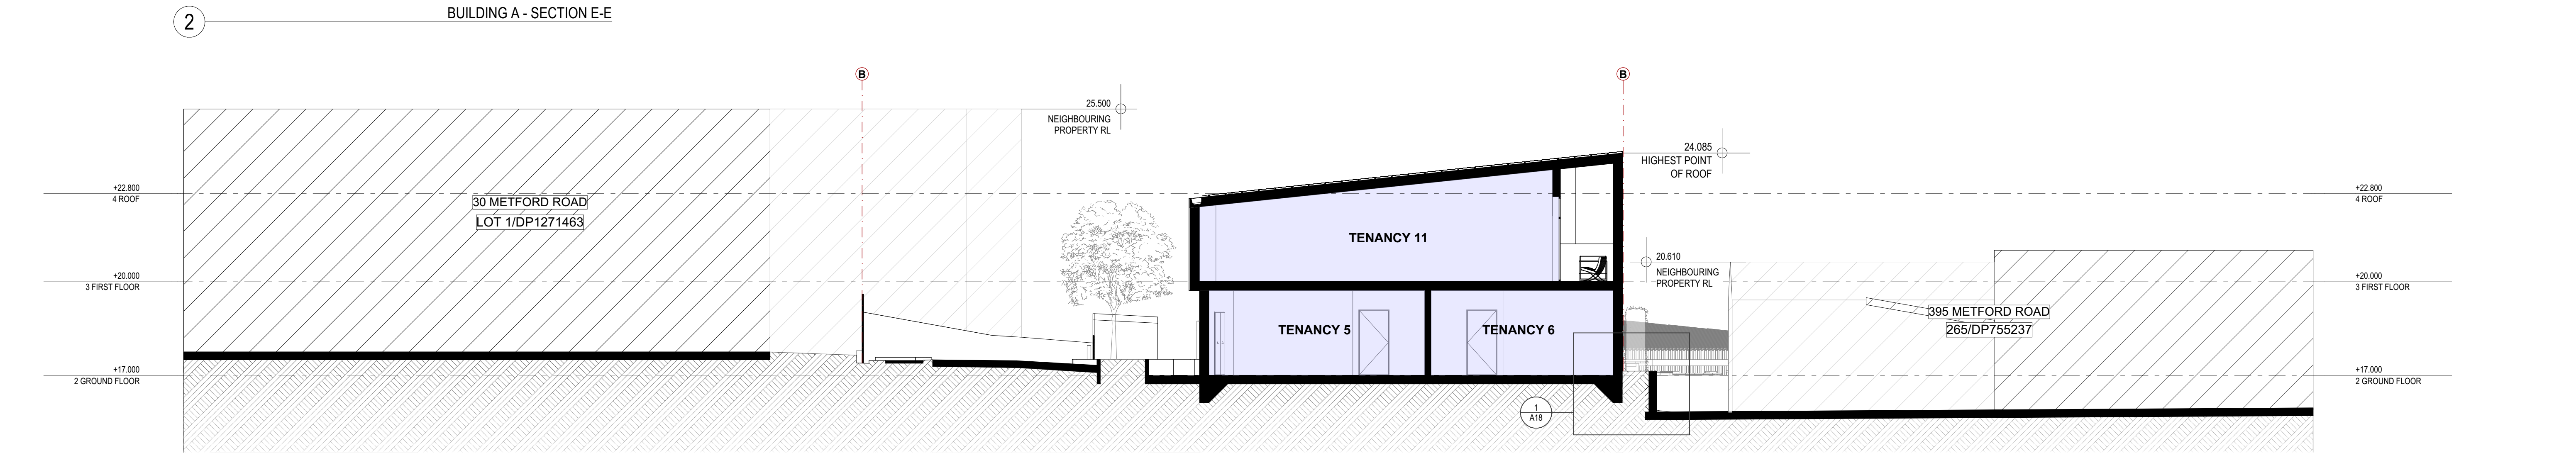 2
BUILDING A - SECTION E-E
B
B
25.500
NEIGHBOURING
PROPERTY RL
24.085
HIGHEST POINT
OF ROOF
+22.800
4 ROOF
30 METFORD ROAD
LOT 1/DP1271463
+22.800
4 ROOF
TENANCY 11
20.610
NEIGHBOURING
PROPERTY RL
+20.000
3 FIRST FLOOR
+20.000
3 FIRST FLOOR
395 METFORD ROAD
265/DP755237
TENANCY 5
TENANCY 6
+17.000
2 GROUND FLOOR
+17.000
2 GROUND FLOOR
1
A18